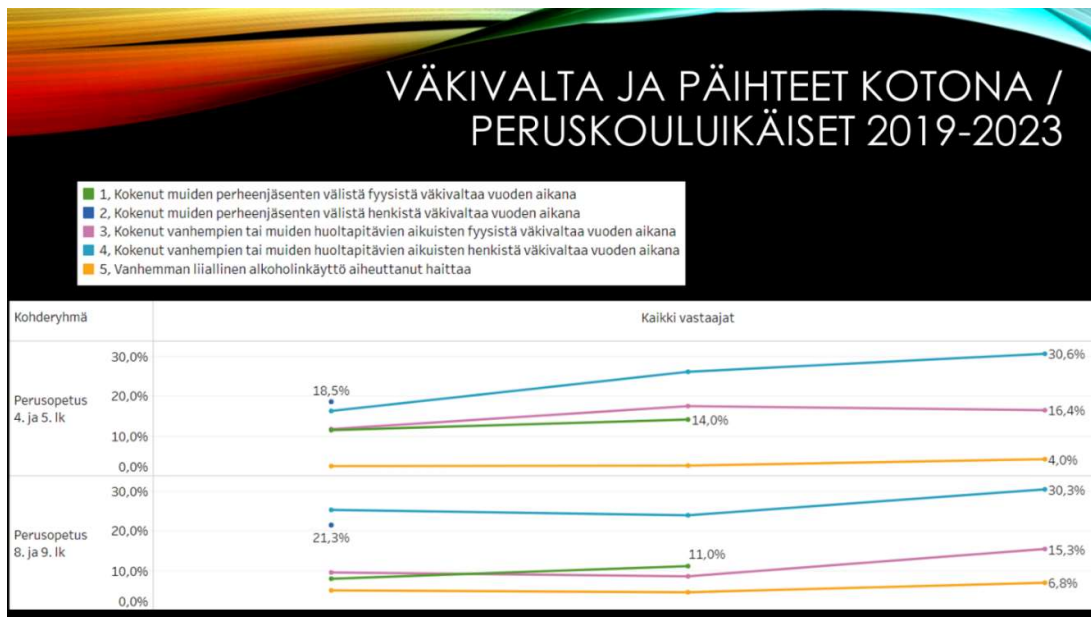 VÄKIVALTA JA PÄIHTEET KOTONA /
PERUSKOULUIKÄISET 2019-2023
1, Kokenut muiden perheenjäsenten välistä fyysistä väkivaltaa vuoden aikana
2, Kokenut muiden perheenjäsenten välistä henkistä väkivaltaa vuoden aikana
3, Kokenut vanhempien tai muiden huoltapitävien aikuisten fyysistä väkivaltaa vuoden aikana
4, Kokenut vanhempien tai muiden huoltapitävien aikuisten henkistä väkivaltaa vuoden aikana
5, Vanhemman liiallinen alkoholinkäyttö aiheuttanut haittaa
Kohderyhmä
Kaikki vastaajat
Perusopetus
4. ja 5. lk
30,0%
20,0%
10,0%
0,0%
18,5%
14,0%
30,6%
16,4%
4,0%
Perusopetus
8. ja 9. lk
30,0%
20,0%
10,0%
0,0%
21,3%
11,0%
30,3%
15,3%
6,8%